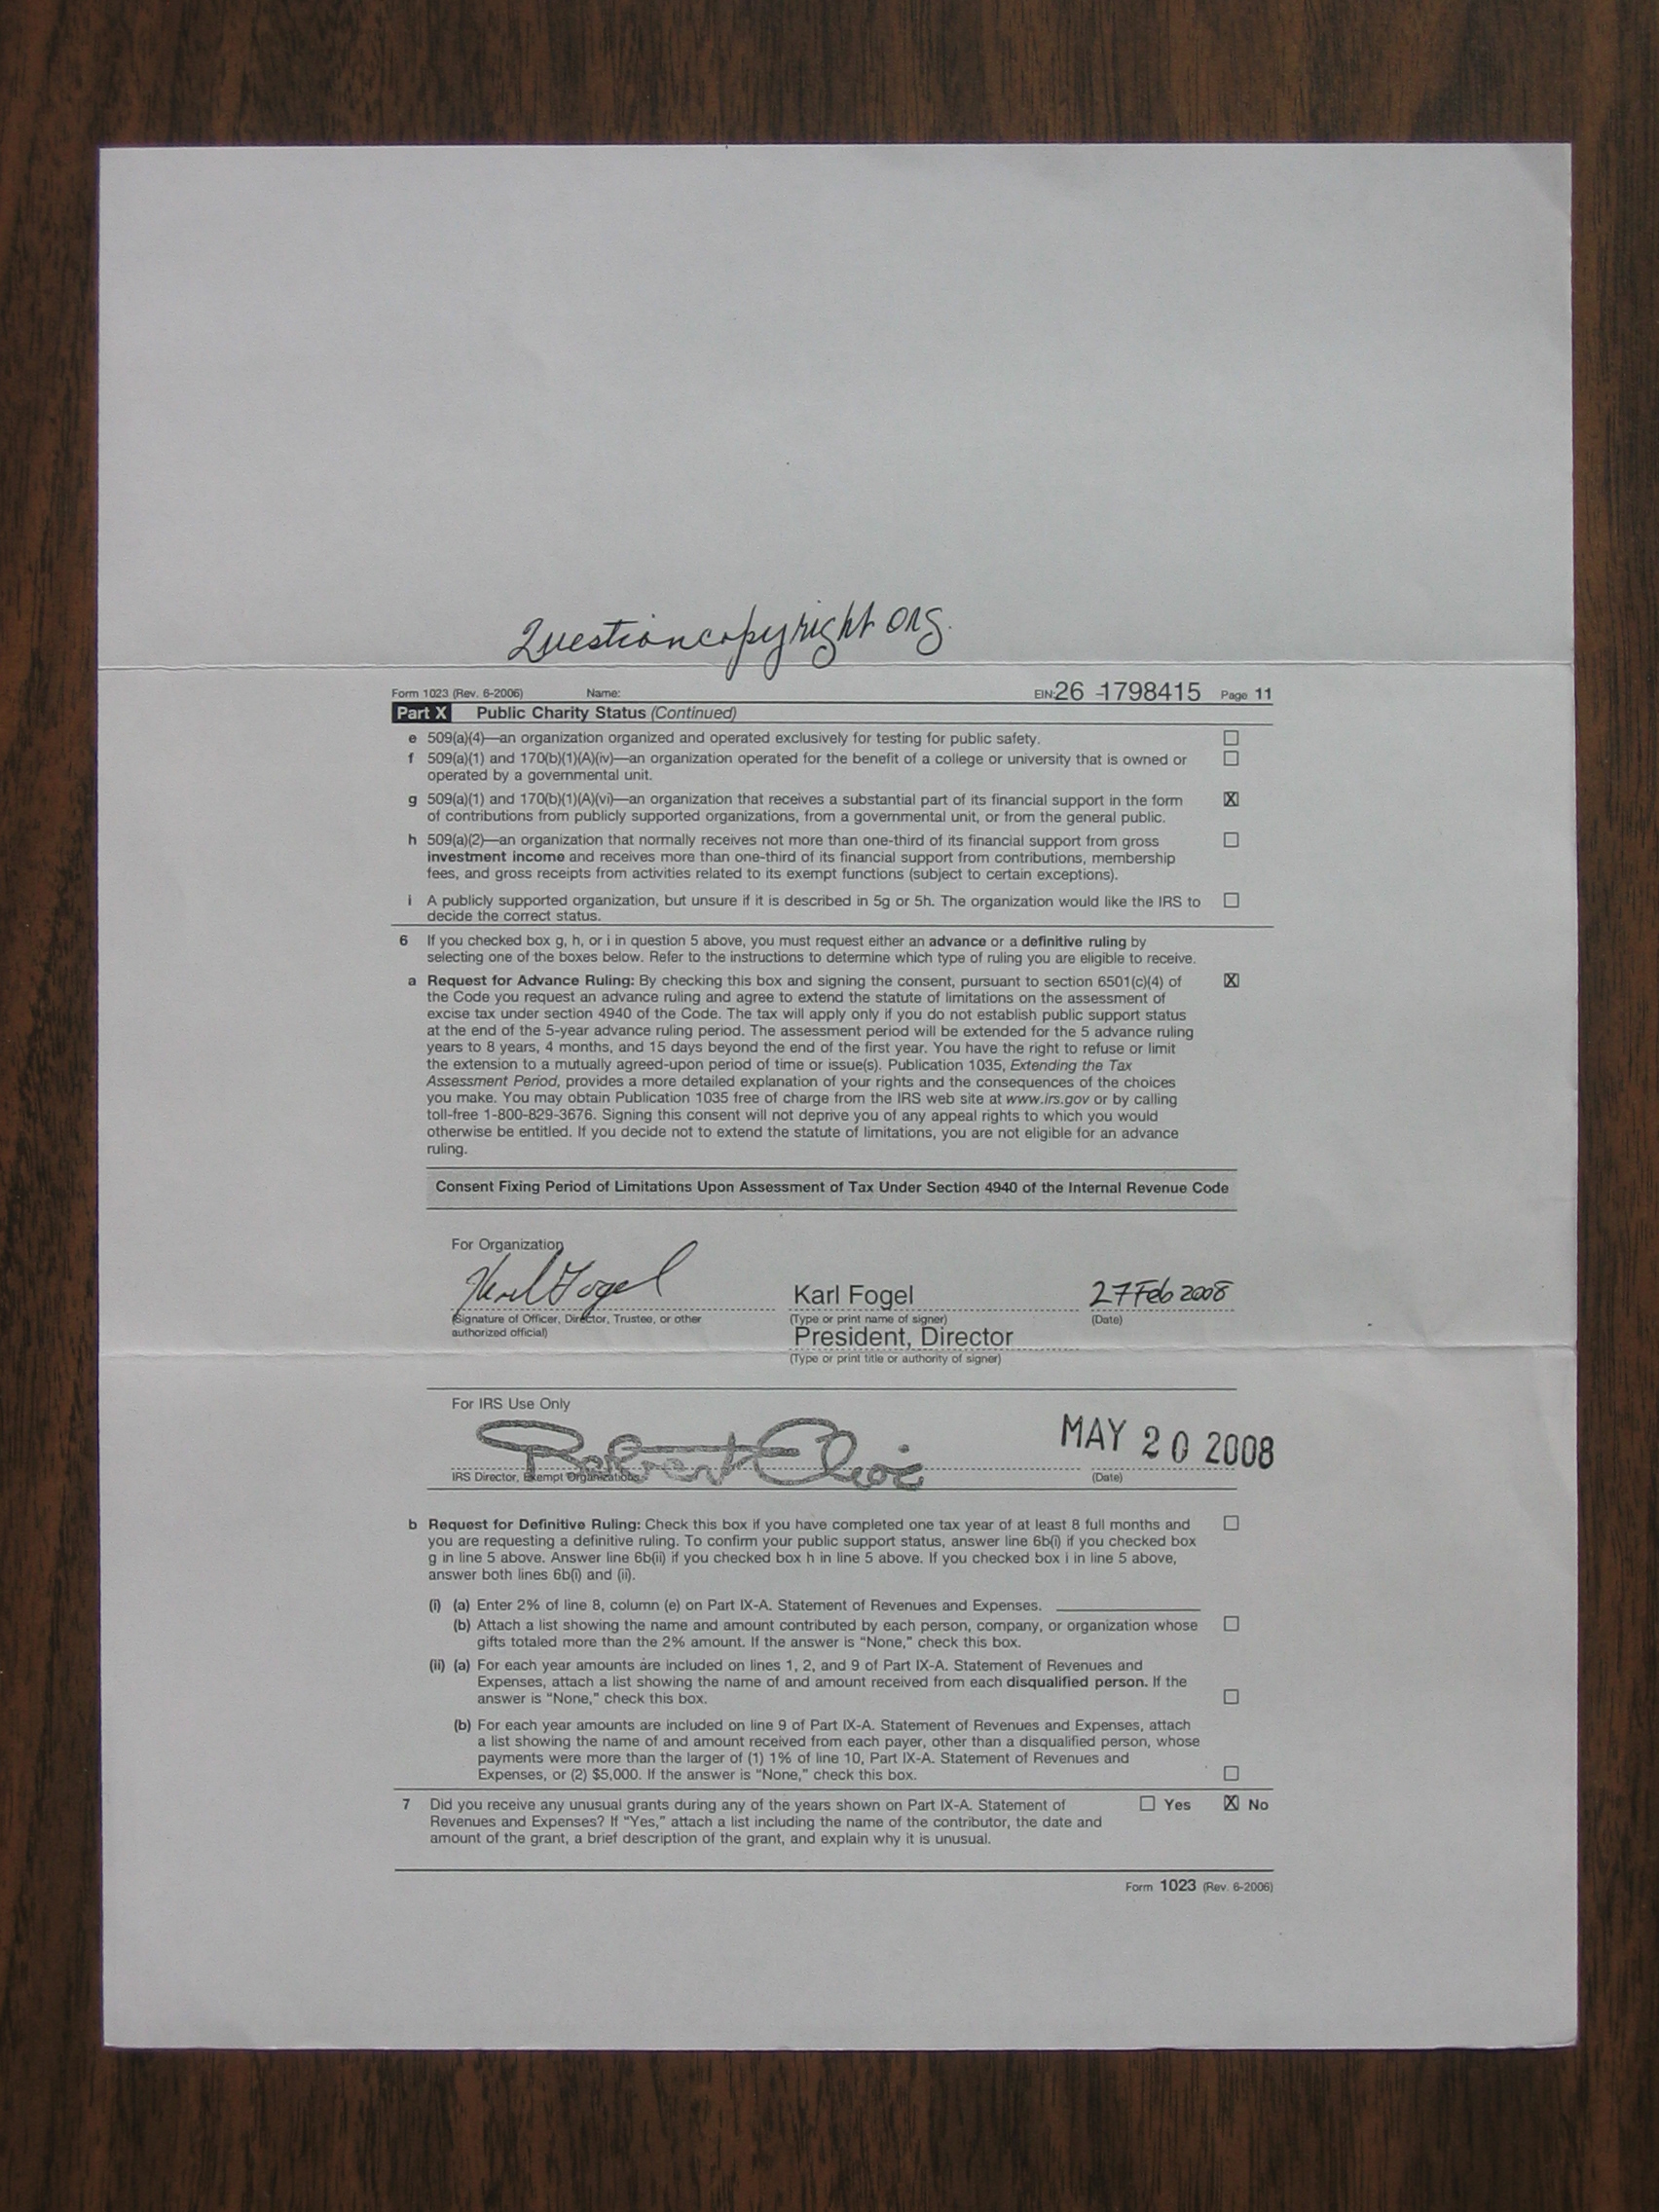 Questioncopyright org.
Form 1023 (Rev. 6-2006) Name: EIN: 26 -1798415 Page 11
Part X Public Charity Status (Continued)
e 509(a)(4)—an organization organized and operated exclusively for testing for public safety. ☐
f 509(a)(1) and 170(b)(1)(A)(iv)—an organization operated for the benefit of a college or university that is owned or ☐
operated by a governmental unit.
g 509(a)(1) and 170(b)(1)(A)(vi)—an organization that receives a substantial part of its financial support in the form ☒
of contributions from publicly supported organizations, from a governmental unit, or from the general public.
h 509(a)(2)—an organization that normally receives not more than one-third of its financial support from gross ☐
investment income and receives more than one-third of its financial support from contributions, membership
fees, and gross receipts from activities related to its exempt functions (subject to certain exceptions).
i A publicly supported organization, but unsure if it is described in 5g or 5h. The organization would like the IRS to ☐
decide the correct status.
6 If you checked box g, h, or i in question 5 above, you must request either an advance or a definitive ruling by
selecting one of the boxes below. Refer to the instructions to determine which type of ruling you are eligible to receive.
a Request for Advance Ruling: By checking this box and signing the consent, pursuant to section 6501(c)(4) of ☒
the Code you request an advance ruling and agree to extend the statute of limitations on the assessment of
excise tax under section 4940 of the Code. The tax will apply only if you do not establish public support status
at the end of the 5-year advance ruling period. The assessment period will be extended for the 5 advance ruling
years to 8 years, 4 months, and 15 days beyond the end of the first year. You have the right to refuse or limit
the extension to a mutually agreed-upon period of time or issue(s). Publication 1035, Extending the Tax
Assessment Period, provides a more detailed explanation of your rights and the consequences of the choices
you make. You may obtain Publication 1035 free of charge from the IRS web site at www.irs.gov or by calling
toll-free 1-800-829-3676. Signing this consent will not deprive you of any appeal rights to which you would
otherwise be entitled. If you decide not to extend the statute of limitations, you are not eligible for an advance
ruling.
Consent Fixing Period of Limitations Upon Assessment of Tax Under Section 4940 of the Internal Revenue Code
For Organization
Karl Fogel Karl Fogel 27 Feb 2008
(Signature of Officer, Director, Trustee, or other (Type or print name of signer) (Date)
authorized official) President, Director
(Type or print title or authority of signer)
For IRS Use Only
Robert Choi MAY 20 2008
IRS Director, Exempt Organizations (Date)
b Request for Definitive Ruling: Check this box if you have completed one tax year of at least 8 full months and ☐
you are requesting a definitive ruling. To confirm your public support status, answer line 6b(i) if you checked box
g in line 5 above. Answer line 6b(ii) if you checked box h in line 5 above. If you checked box i in line 5 above,
answer both lines 6b(i) and (ii).
(i) (a) Enter 2% of line 8, column (e) on Part IX-A. Statement of Revenues and Expenses.
(b) Attach a list showing the name and amount contributed by each person, company, or organization whose ☐
gifts totaled more than the 2% amount. If the answer is “None,” check this box.
(ii) (a) For each year amounts are included on lines 1, 2, and 9 of Part IX-A. Statement of Revenues and
Expenses, attach a list showing the name of and amount received from each disqualified person. If the
answer is “None,” check this box. ☐
(b) For each year amounts are included on line 9 of Part IX-A. Statement of Revenues and Expenses, attach
a list showing the name of and amount received from each payer, other than a disqualified person, whose
payments were more than the larger of (1) 1% of line 10, Part IX-A. Statement of Revenues and
Expenses, or (2) $5,000. If the answer is “None,” check this box. ☐
7 Did you receive any unusual grants during any of the years shown on Part IX-A. Statement of ☐ Yes ☒ No
Revenues and Expenses? If “Yes,” attach a list including the name of the contributor, the date and
amount of the grant, a brief description of the grant, and explain why it is unusual.
Form 1023 (Rev. 6-2006)